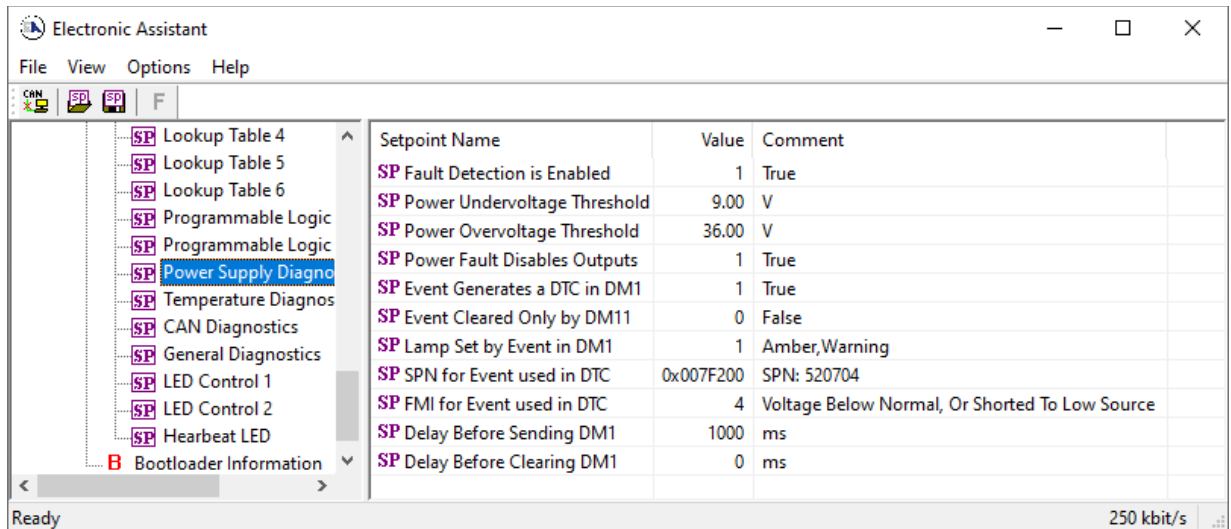 Electronic Assistant
File View Options Help
CAN SP SP F
SP Lookup Table 4
SP Lookup Table 5
SP Lookup Table 6
SP Programmable Logic
SP Programmable Logic
SP Power Supply Diagno
SP Temperature Diagnos
SP CAN Diagnostics
SP General Diagnostics
SP LED Control 1
SP LED Control 2
SP Hearbeat LED
B Bootloader Information
Setpoint Name Value Comment
SP Fault Detection is Enabled 1 True
SP Power Undervoltage Threshold 9.00 V
SP Power Overvoltage Threshold 36.00 V
SP Power Fault Disables Outputs 1 True
SP Event Generates a DTC in DM1 1 True
SP Event Cleared Only by DM11 0 False
SP Lamp Set by Event in DM1 1 Amber,Warning
SP SPN for Event used in DTC 0x007F200 SPN: 520704
SP FMI for Event used in DTC 4 Voltage Below Normal, Or Shorted To Low Source
SP Delay Before Sending DM1 1000 ms
SP Delay Before Clearing DM1 0 ms
Ready 250 kbit/s